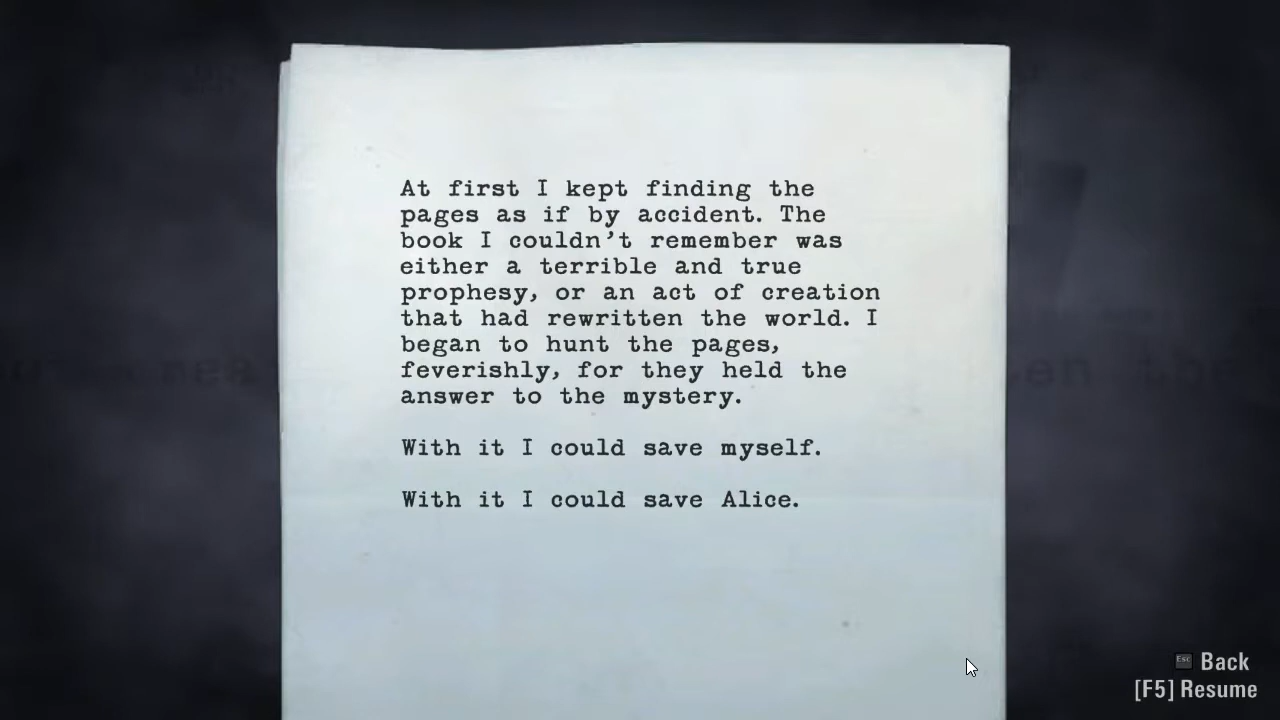 At first I kept finding the
pages as if by accident. The
book I couldn't remember was
either a terrible and true
prophesy, or an act of creation
that had rewritten the world. I
began to hunt the pages,
feverishly, for they held the
answer to the mystery.
With it I could save myself.
With it I could save Alice.
Esc Back
[F5] Resume